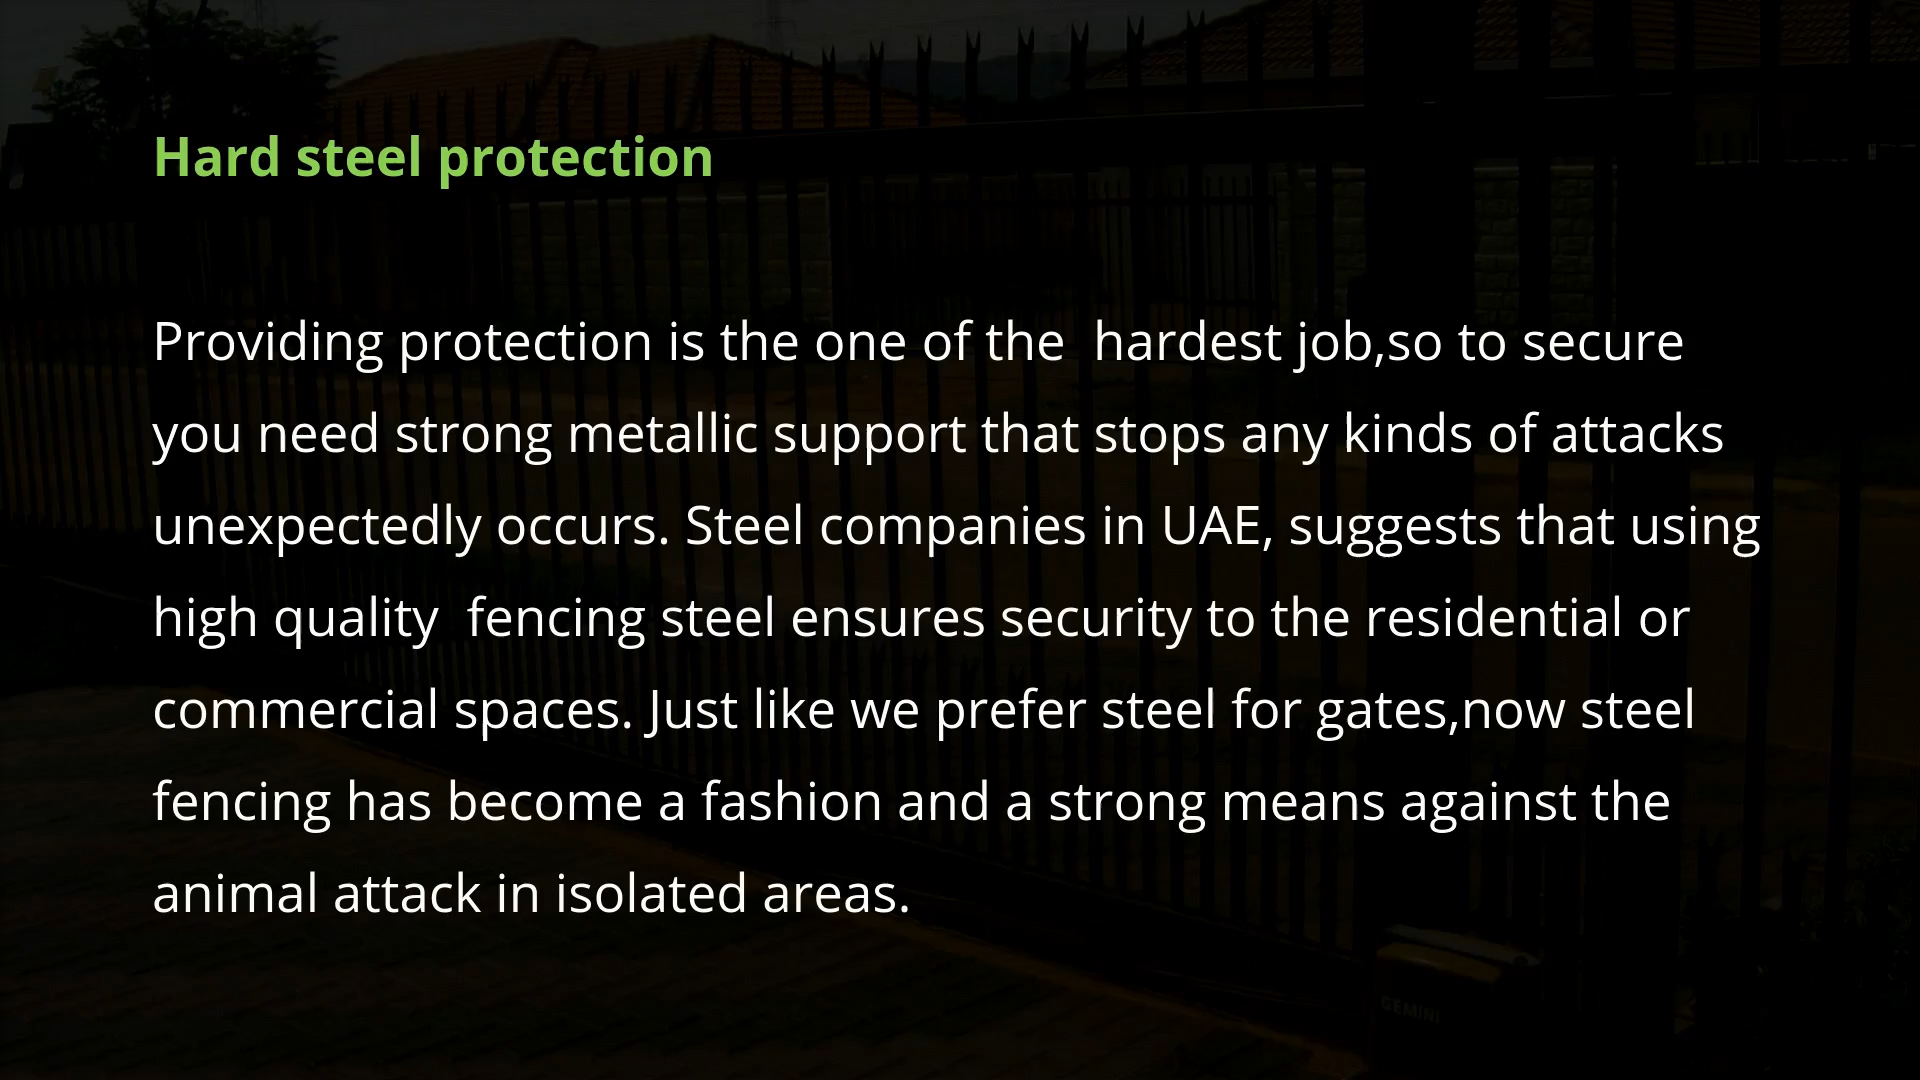 Hard steel protection
Providing protection is the one of the  hardest job,so to secure
you need strong metallic support that stops any kinds of attacks
unexpectedly occurs. Steel companies in UAE, suggests that using
high quality  fencing steel ensures security to the residential or
commercial spaces. Just like we prefer steel for gates,now steel
fencing has become a fashion and a strong means against the
animal attack in isolated areas.
GEMINI